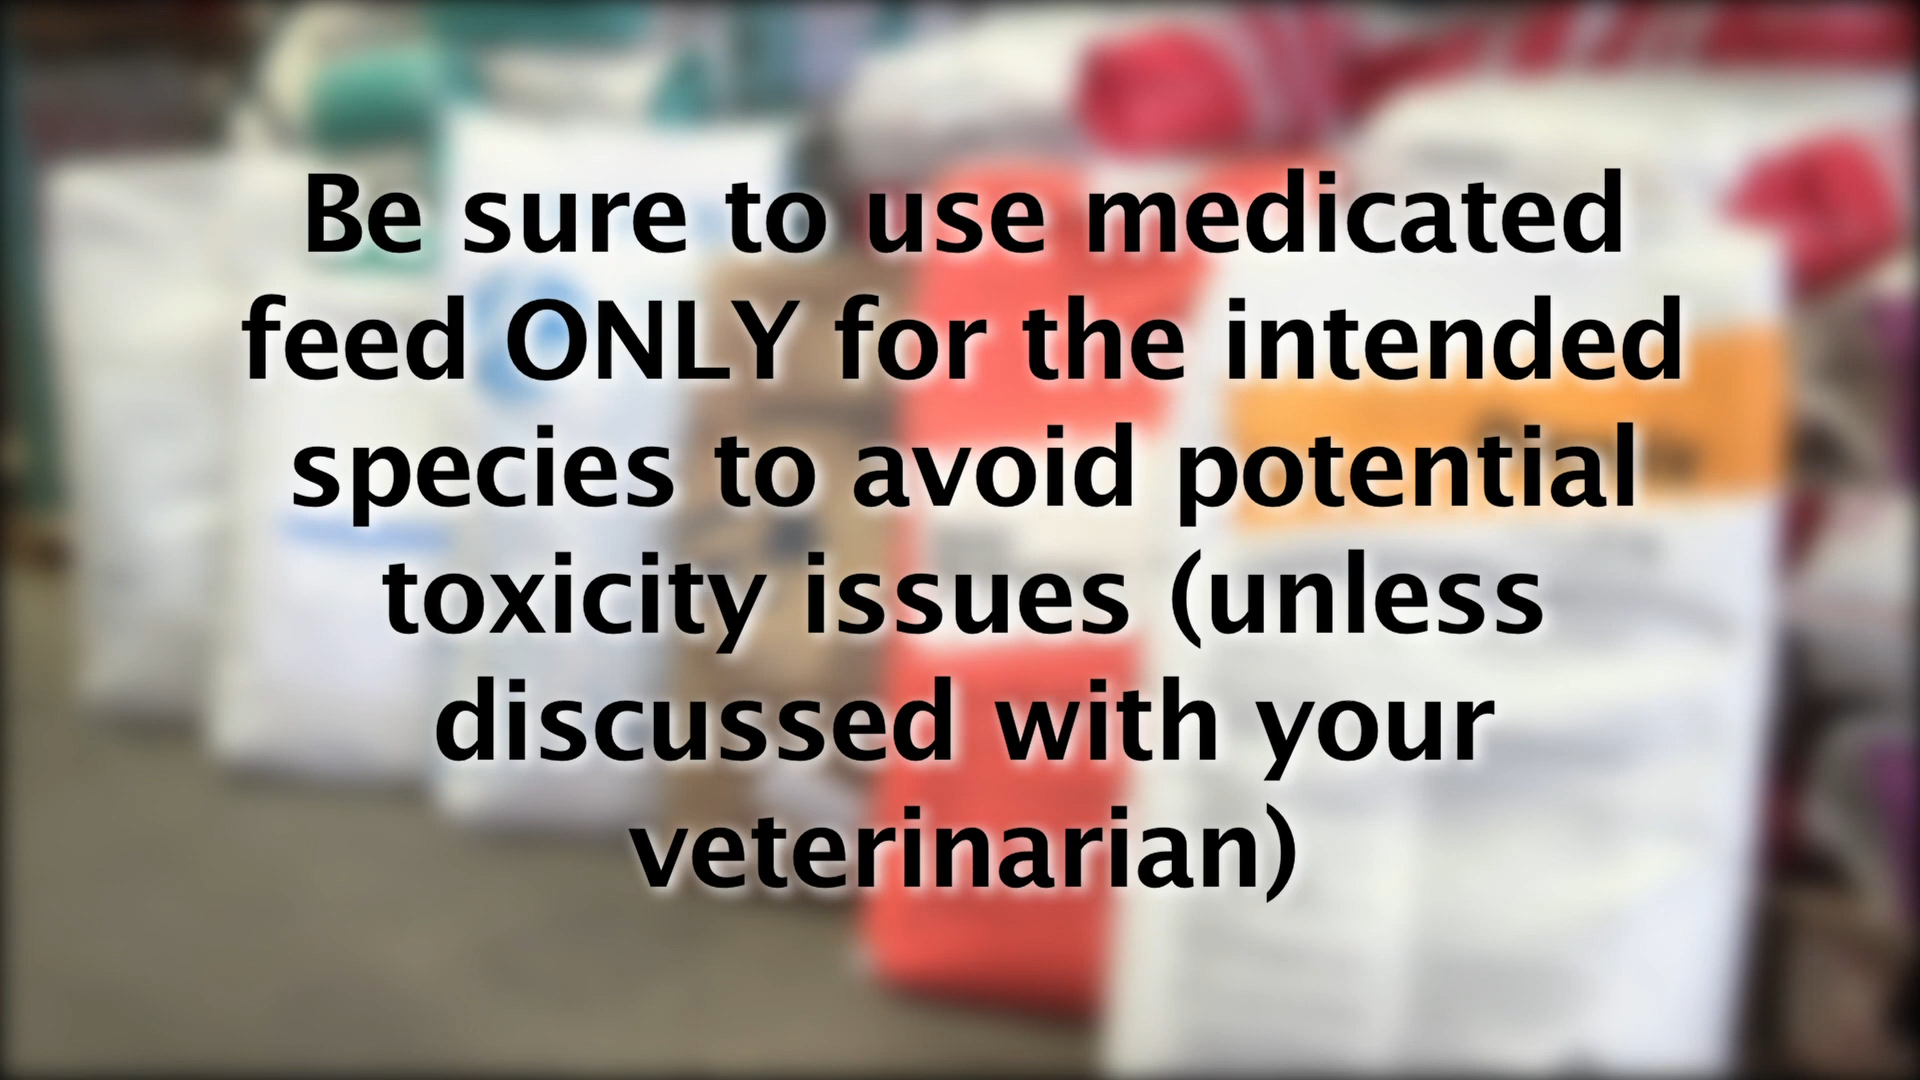 Be sure to use medicated
feed ONLY for the intended
species to avoid potential
toxicity issues (unless
discussed with your
veterinarian)